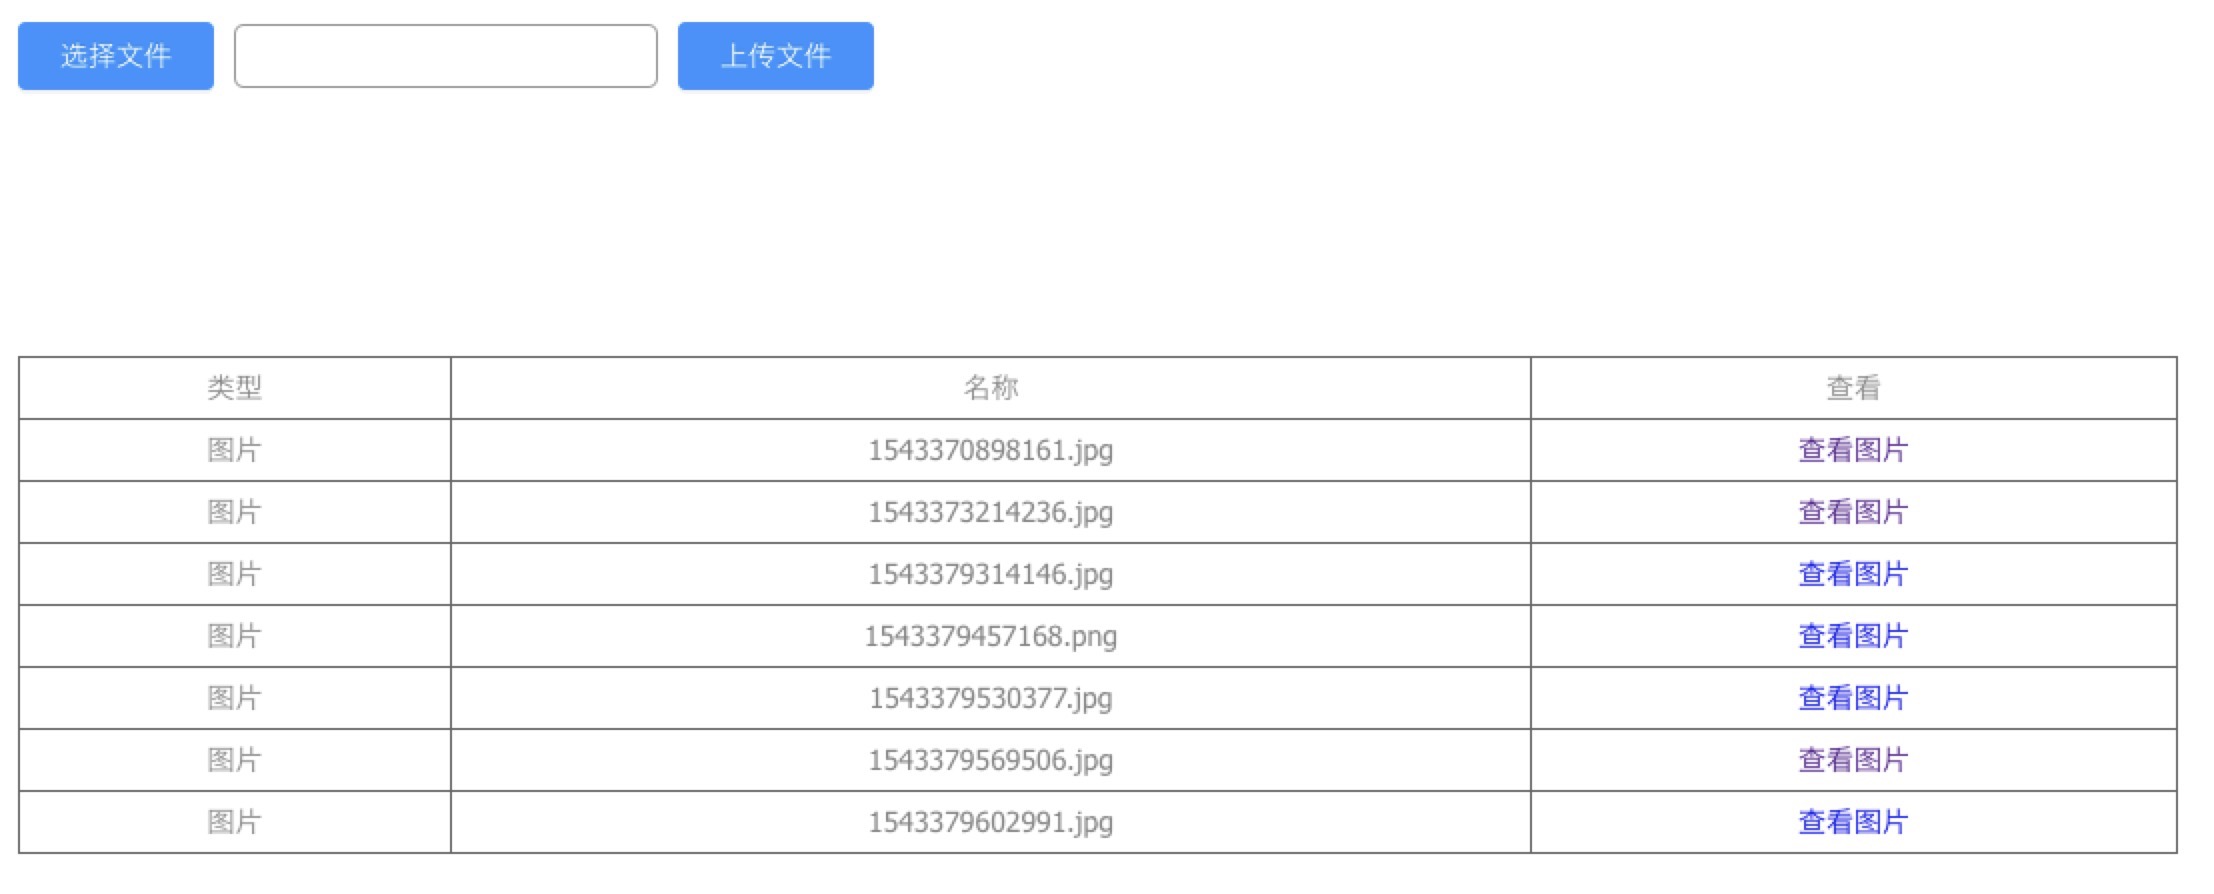 选择文件 上传文件
类型 名称 查看
图片 1543370898161.jpg 查看图片
图片 1543373214236.jpg 查看图片
图片 1543379314146.jpg 查看图片
图片 1543379457168.png 查看图片
图片 1543379530377.jpg 查看图片
图片 1543379569506.jpg 查看图片
图片 1543379602991.jpg 查看图片